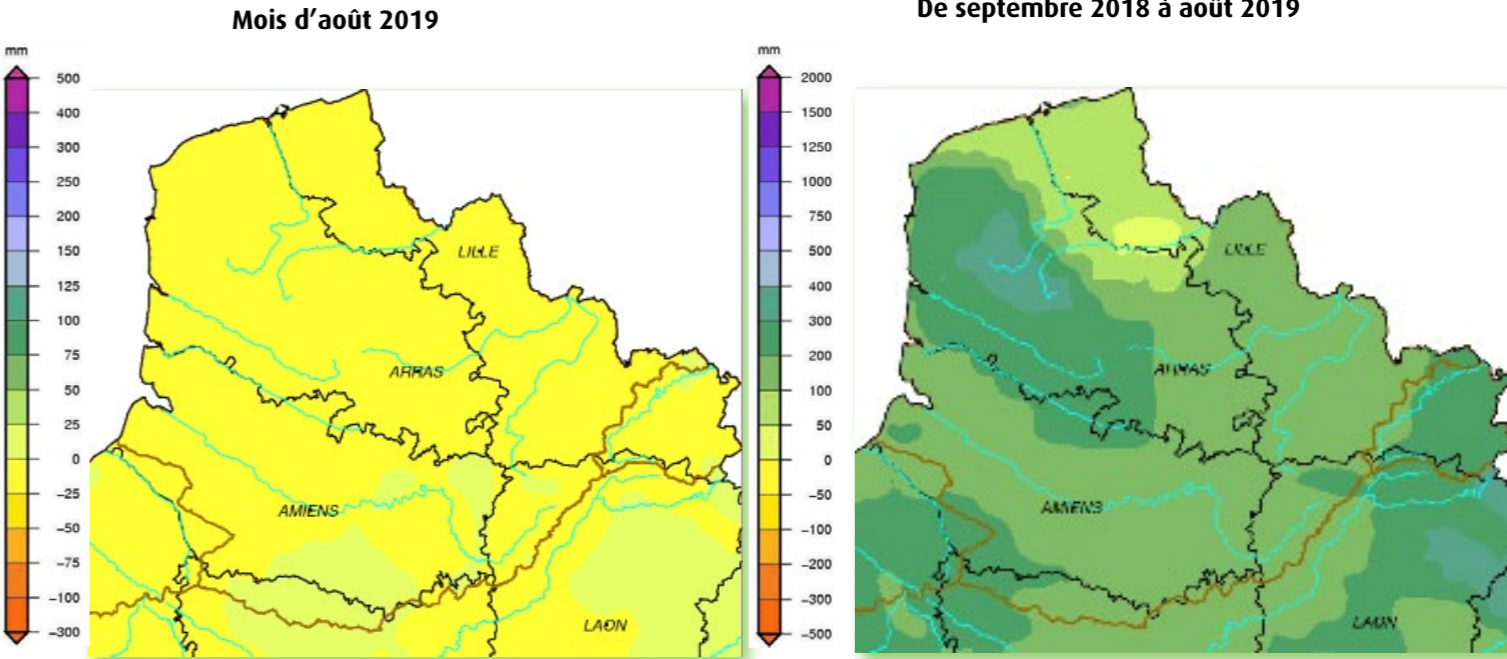 Mois d’août 2019
De septembre 2018 à août 2019
mm
500
400
300
250
200
150
125
100
75
50
25
0
−25
−50
−75
−100
−300
LILLE
ARRAS
AMIENS
LAON
mm
2000
1500
1250
1000
750
500
400
300
200
100
50
0
−50
−100
−200
−300
−500
LILLE
ARRAS
AMIENS
LAON